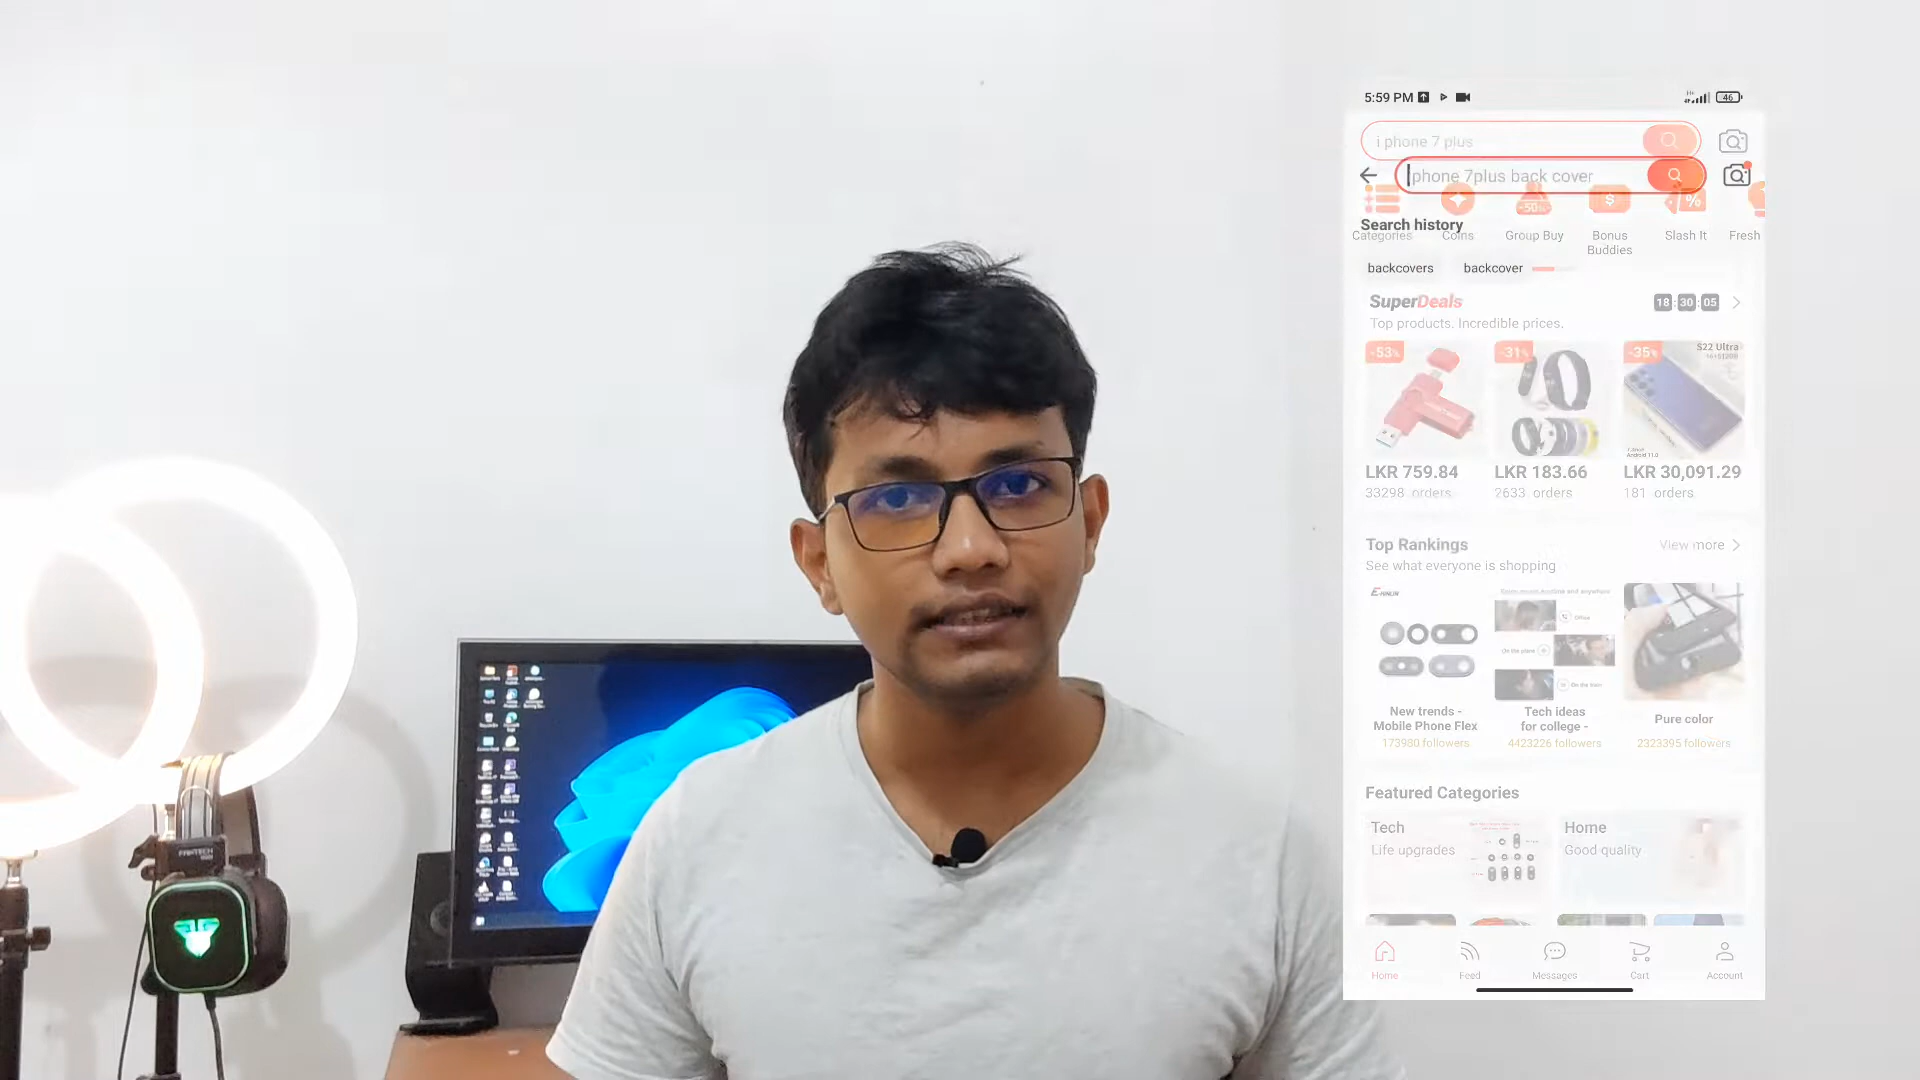 5:59 PM
46
i phone 7 plus
phone 7plus back cover
Search history
Categories
Coins
-50%
Group Buy
Bonus
Buddies
Slash It
Fresh
backcovers
backcover
SuperDeals
18:30:05
Top products. Incredible prices.
-53%
-31%
-35%
S22 Ultra
LKR 759.84
LKR 183.66
LKR 30,091.29
33298 orders
2633 orders
181 orders
Top Rankings
View more
See what everyone is shopping
New trends -
Mobile Phone Flex
173980 followers
Tech ideas
for college -
4423226 followers
Pure color
2323395 followers
Featured Categories
Tech
Life upgrades
Home
Good quality
Home
Feed
Messages
Cart
Account
FANTECH